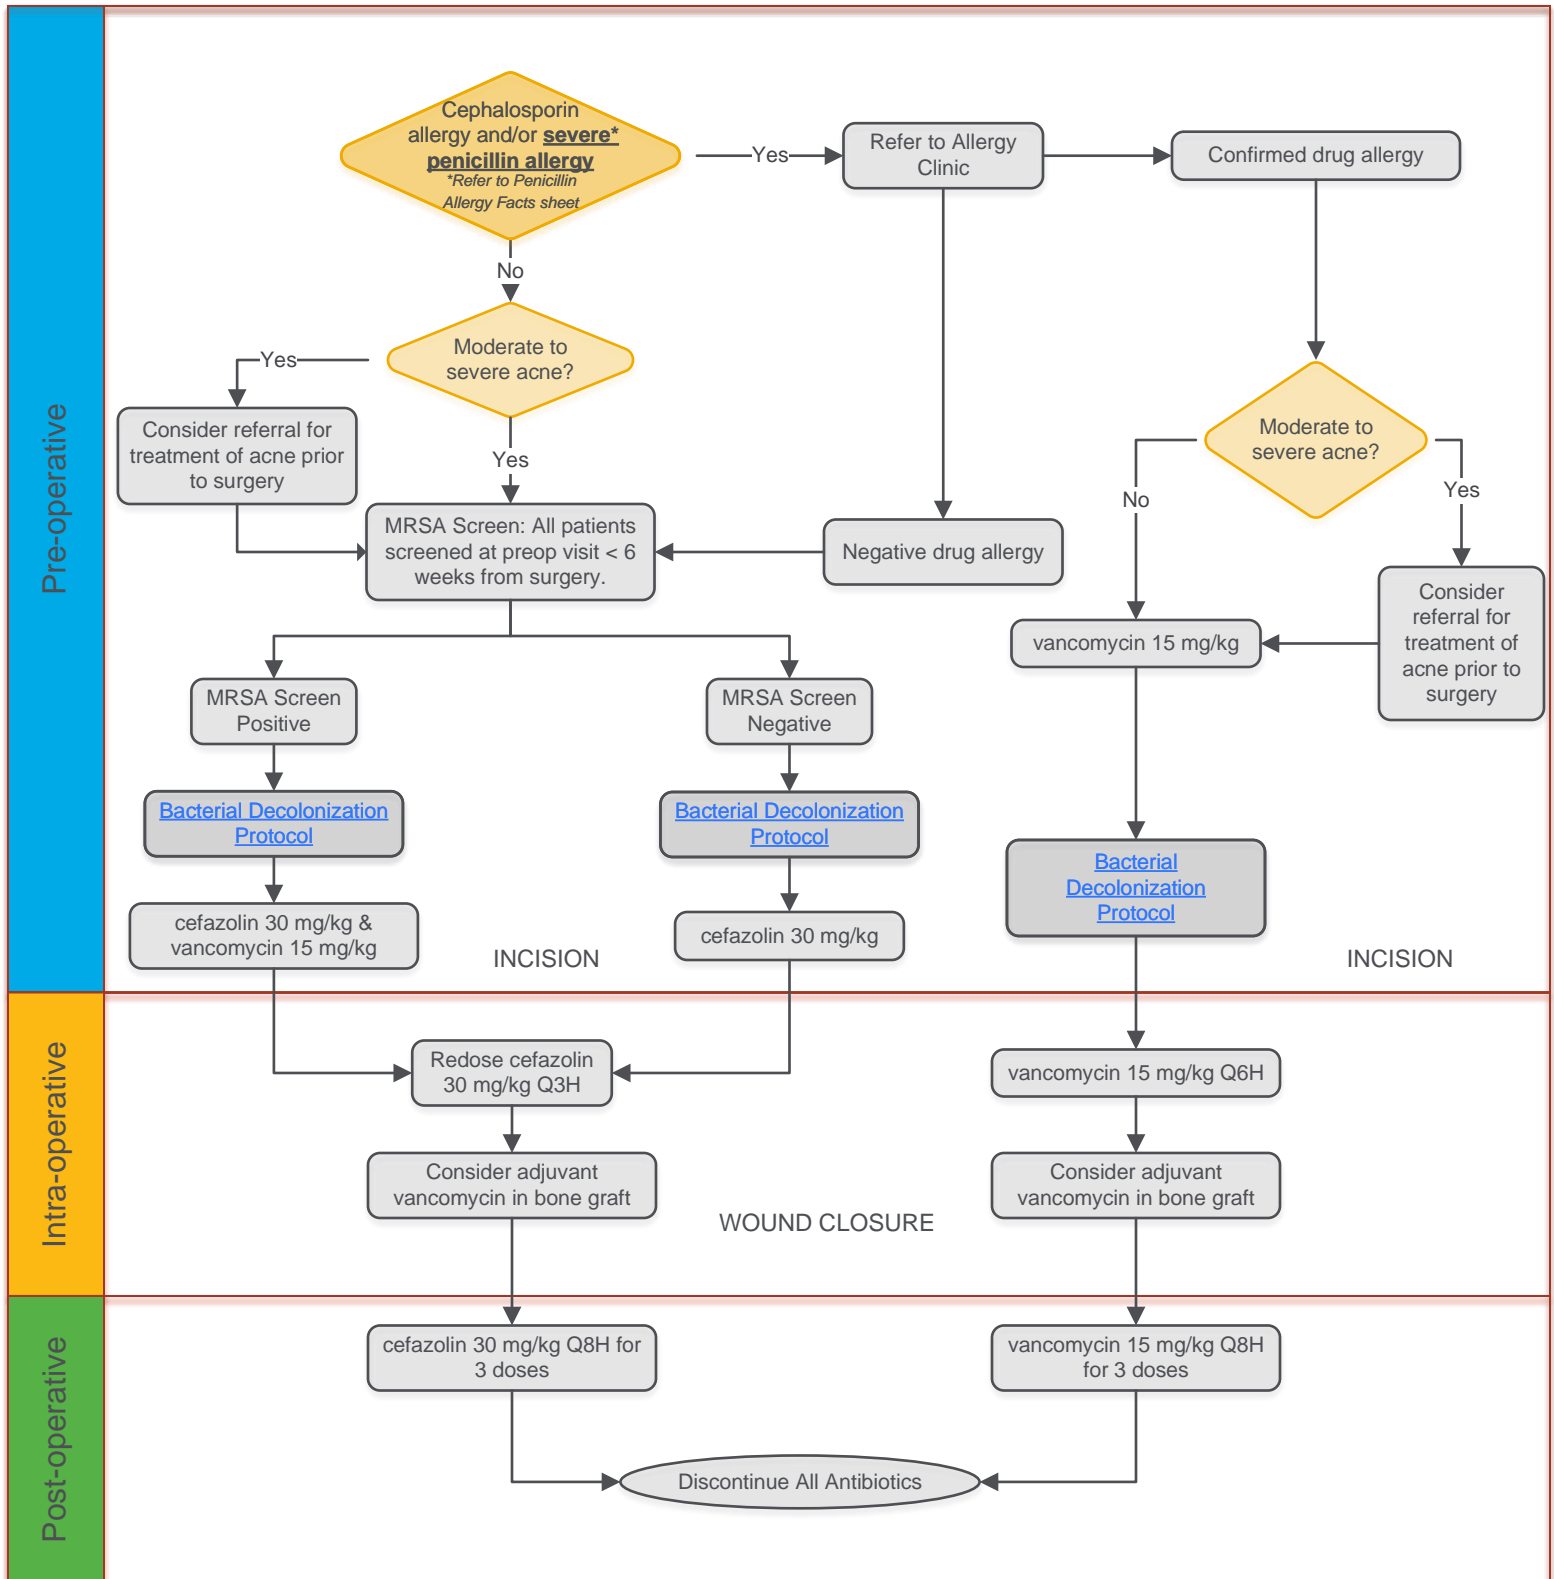 Pre-operative
Cephalosporin
allergy and/or severe*
penicillin allergy
*Refer to Penicillin
Allergy Facts sheet
Yes
Refer to Allergy
Clinic
Confirmed drug allergy
No
Moderate to
severe acne?
Yes
Consider referral for
treatment of acne prior
to surgery
Yes
MRSA Screen: All patients
screened at preop visit < 6
weeks from surgery.
Negative drug allergy
Moderate to
severe acne?
No
Yes
Consider
referral for
treatment of
acne prior to
surgery
vancomycin 15 mg/kg
MRSA Screen
Positive
MRSA Screen
Negative
Bacterial Decolonization
Protocol
Bacterial Decolonization
Protocol
Bacterial
Decolonization
Protocol
cefazolin 30 mg/kg &
vancomycin 15 mg/kg
cefazolin 30 mg/kg
INCISION
INCISION
Intra-operative
Redose cefazolin
30 mg/kg Q3H
vancomycin 15 mg/kg Q6H
Consider adjuvant
vancomycin in bone graft
Consider adjuvant
vancomycin in bone graft
WOUND CLOSURE
Post-operative
cefazolin 30 mg/kg Q8H for
3 doses
vancomycin 15 mg/kg Q8H
for 3 doses
Discontinue All Antibiotics